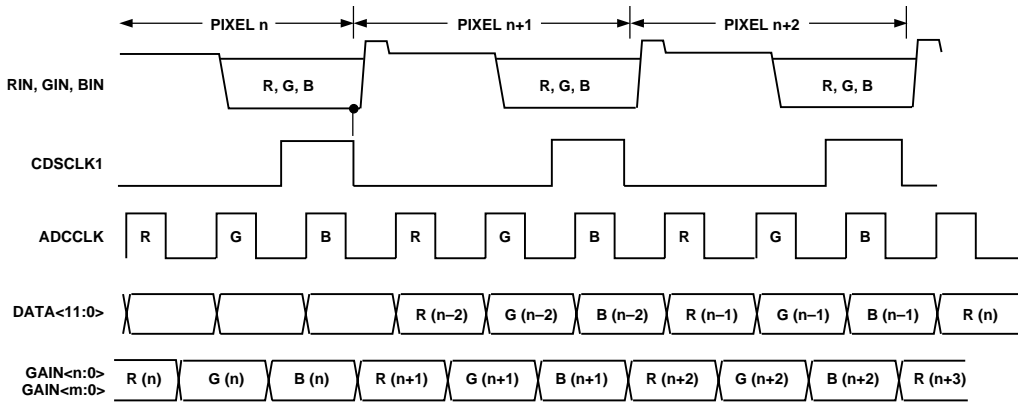 PIXEL n PIXEL n+1 PIXEL n+2
RIN, GIN, BIN R, G, B R, G, B R, G, B
CDSCLK1
ADCCLK R G B R G B R G B
DATA<11:0> R (n–2) G (n–2) B (n–2) R (n–1) G (n–1) B (n–1) R (n)
GAIN<n:0>
GAIN<m:0> R (n) G (n) B (n) R (n+1) G (n+1) B (n+1) R (n+2) G (n+2) B (n+2) R (n+3)